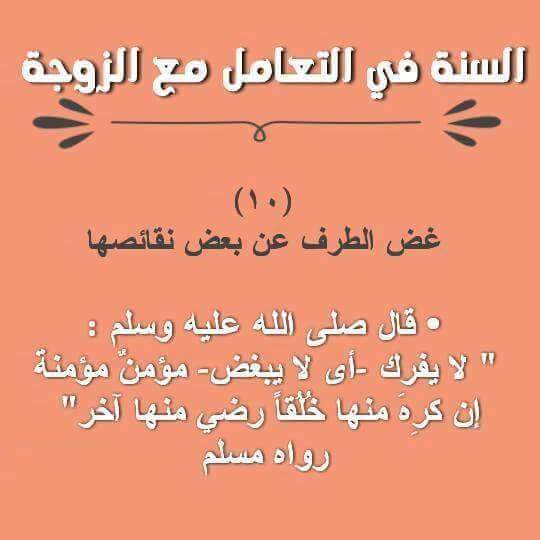 السنة في التعامل مع الزوجة
(١٠)
غض الطرف عن بعض نقائصها
• قال صلى الله عليه وسلم :
" لا يفرك -أى لا يبغض- مؤمنٌ مؤمنة
إن كرِهَ منها خُلُقاً رضي منها آخر"
رواه مسلم